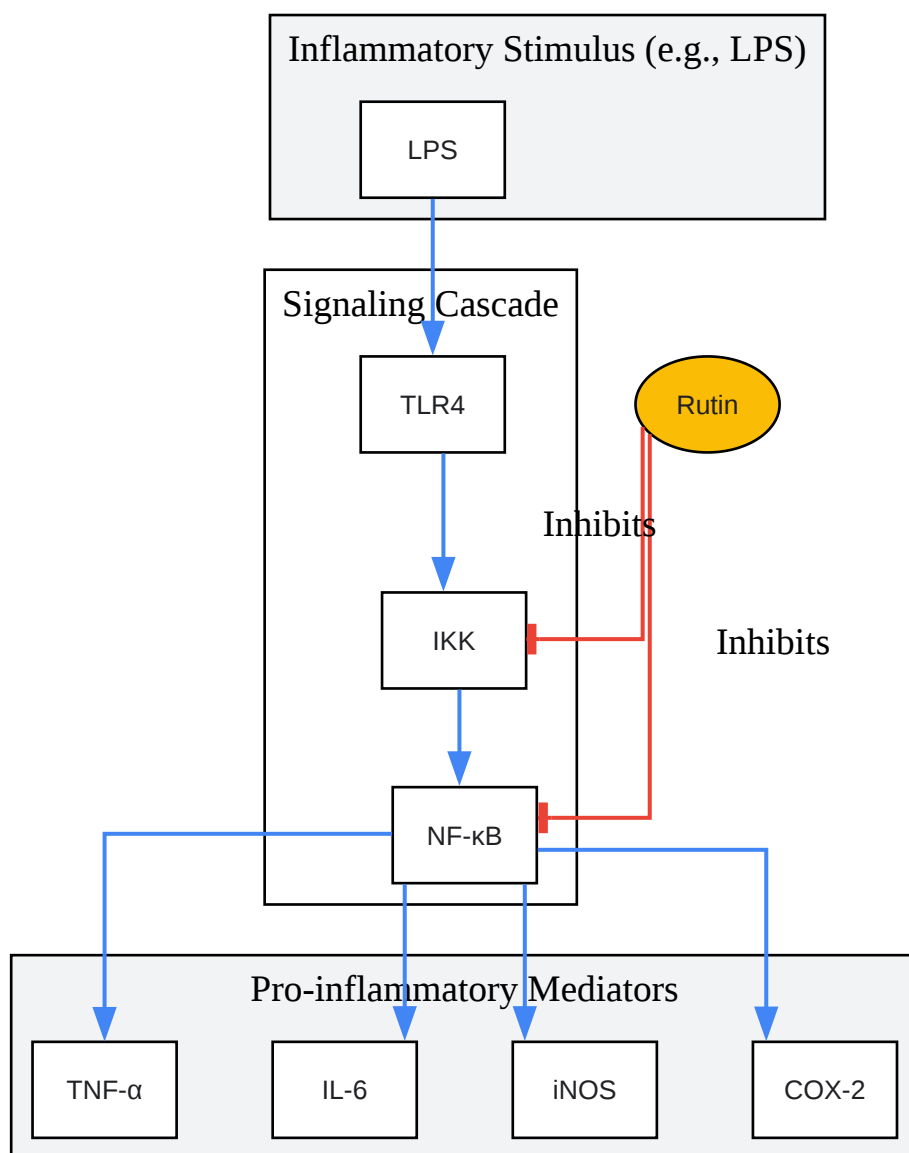 Inflammatory Stimulus (e.g., LPS)
LPS
Signaling Cascade
TLR4
Rutin
Inhibits
IKK
Inhibits
NF-κB
Pro-inflammatory Mediators
TNF-α
IL-6
iNOS
COX-2